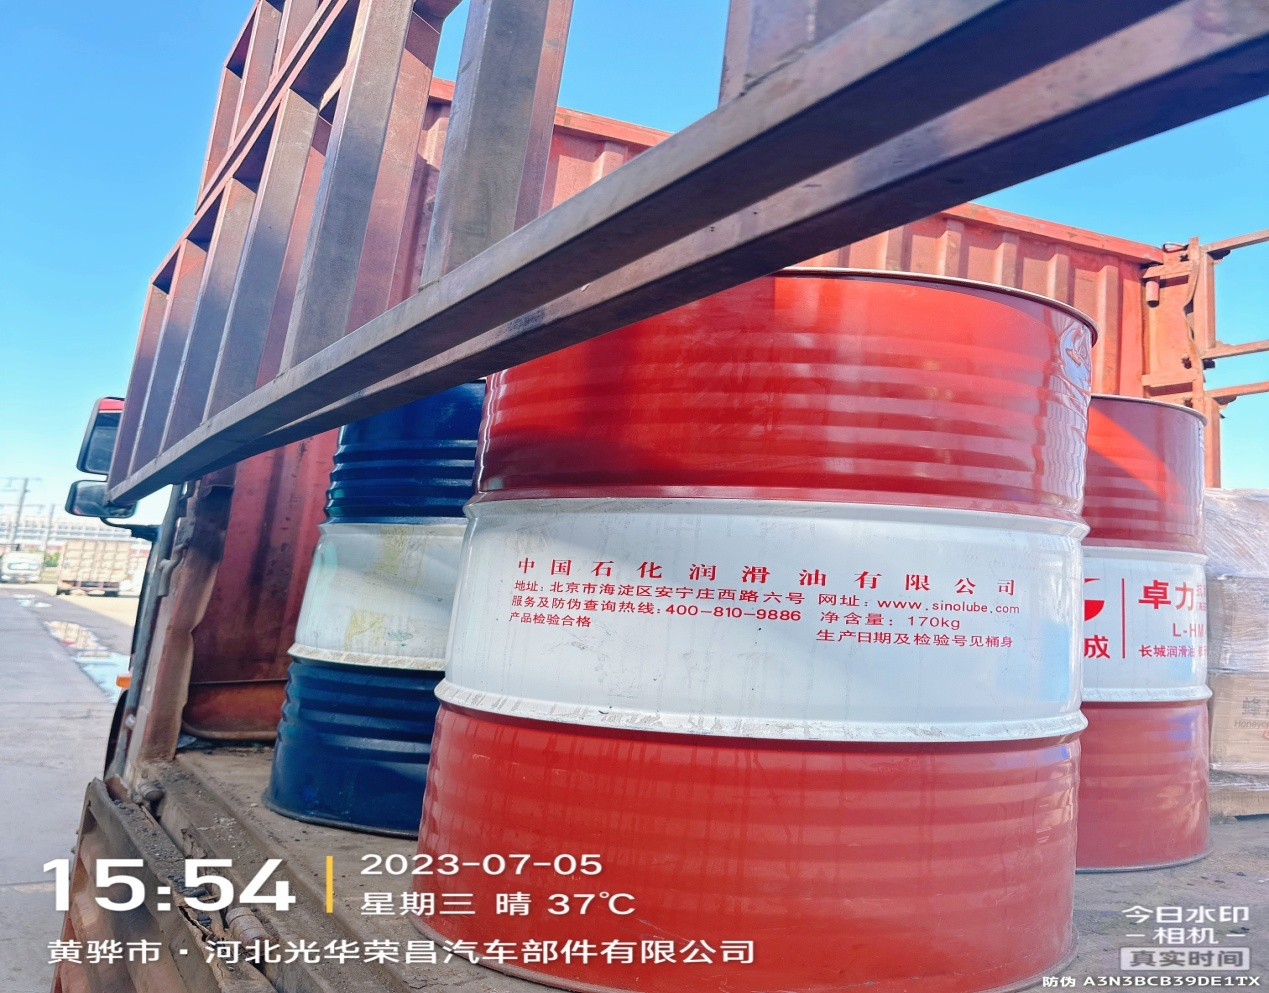 中国石化润滑油有限公司
地址：北京市海淀区安宁庄西路六号 网址：www.sinolube.com
服务及防伪查询热线：400-810-9886 净含量：170kg
产品检验合格 生产日期及检验号见桶身
卓力
成
L-HM
长城润滑油
Honeyw
15:54
2023-07-05
星期三 晴 37℃
黄骅市·河北光华荣昌汽车部件有限公司
今日水印
相机
真实时间
防伪 A3N3BCB39DE1TX